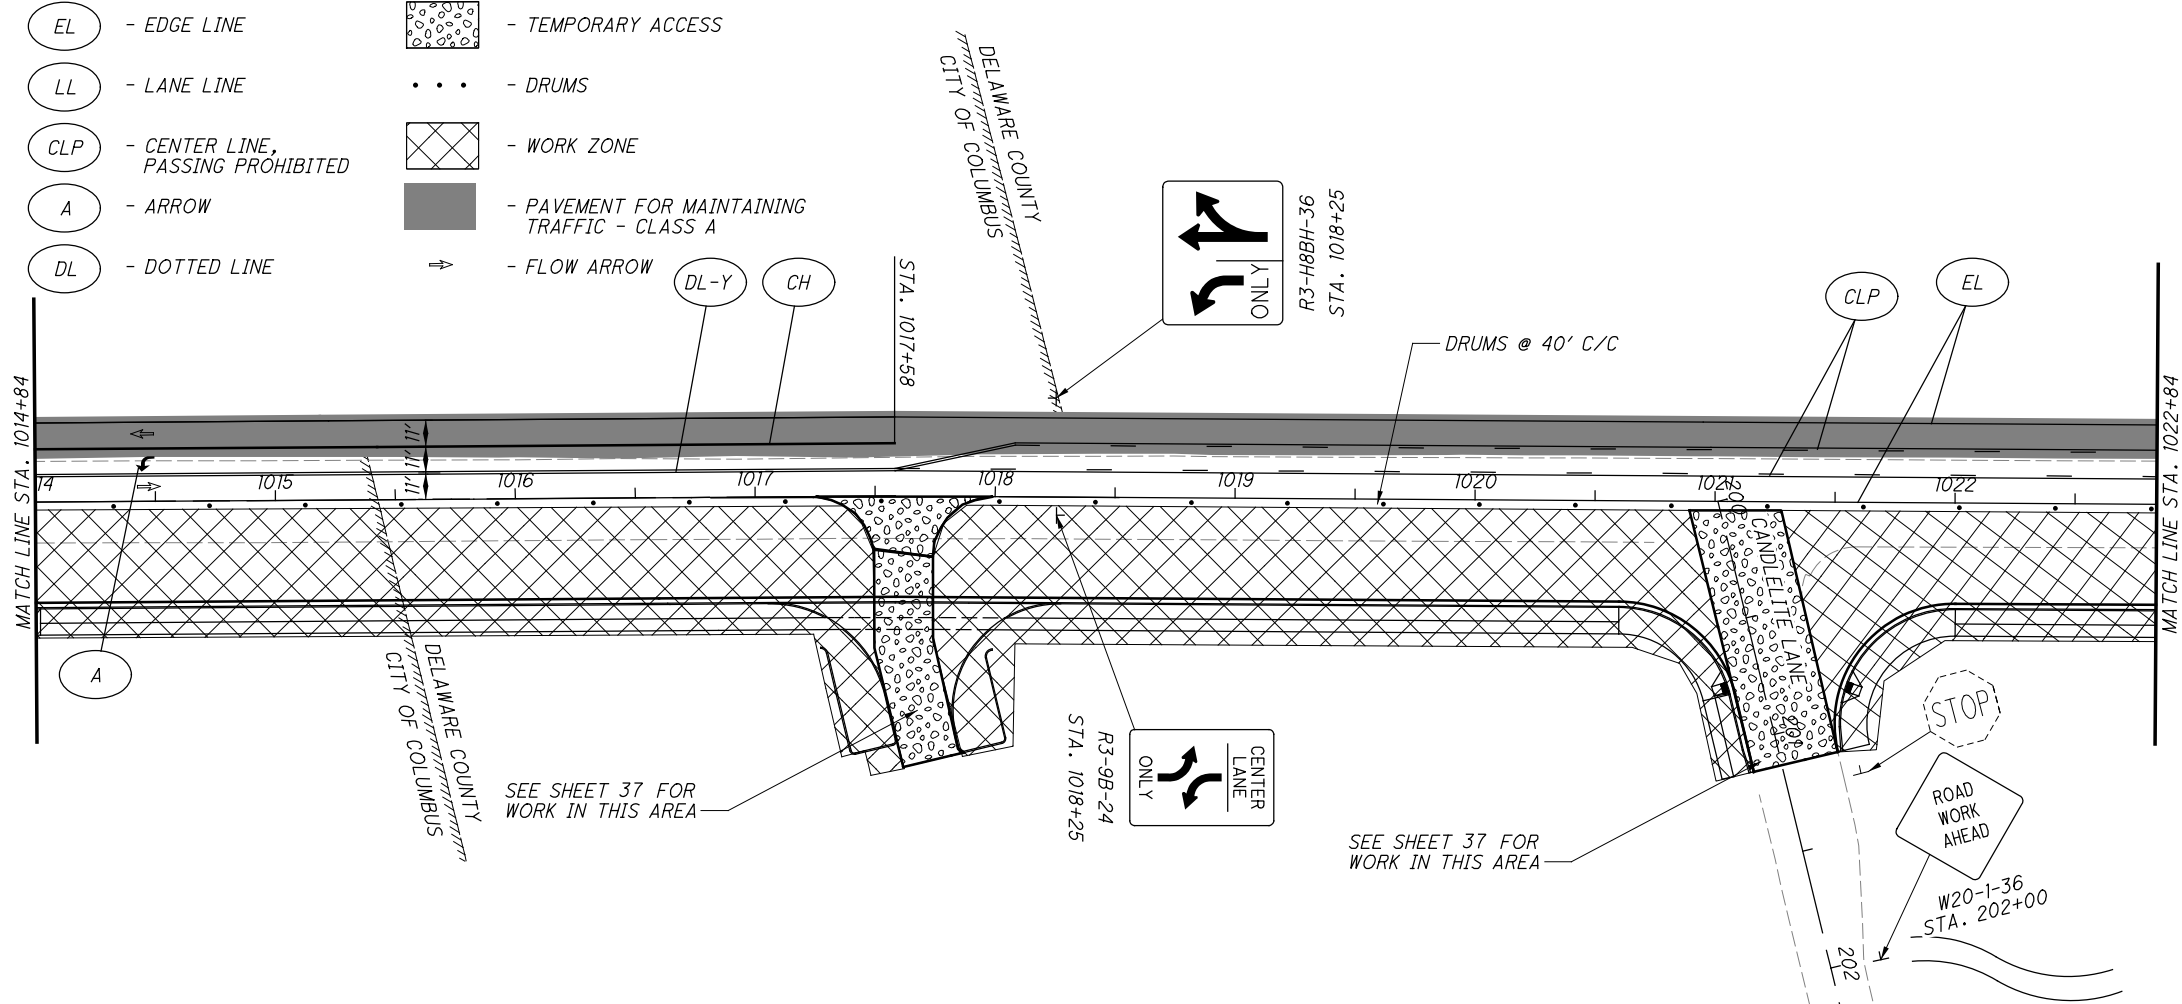 EL
- EDGE LINE
LL
- LANE LINE
CLP
- CENTER LINE,
PASSING PROHIBITED
A
- ARROW
DL
- DOTTED LINE
- TEMPORARY ACCESS
- DRUMS
- WORK ZONE
- PAVEMENT FOR MAINTAINING
TRAFFIC - CLASS A
- FLOW ARROW
DL-Y
CH
STA. 1017+58
DELAWARE COUNTY
CITY OF COLUMBUS
ONLY
R3-H8BH-36
STA. 1018+25
DRUMS @ 40' C/C
CLP
EL
MATCH LINE STA. 1014+84
MATCH LINE STA. 1022+84
11'
11'
11'
14
1015
1016
1017
1018
1019
1020
1021
1022
200
CANDLELITE LANE
201
A
DELAWARE COUNTY
CITY OF COLUMBUS
SEE SHEET 37 FOR
WORK IN THIS AREA
R3-9B-24
STA. 1018+25
CENTER
LANE
ONLY
SEE SHEET 37 FOR
WORK IN THIS AREA
STOP
ROAD
WORK
AHEAD
W20-1-36
STA. 202+00
202